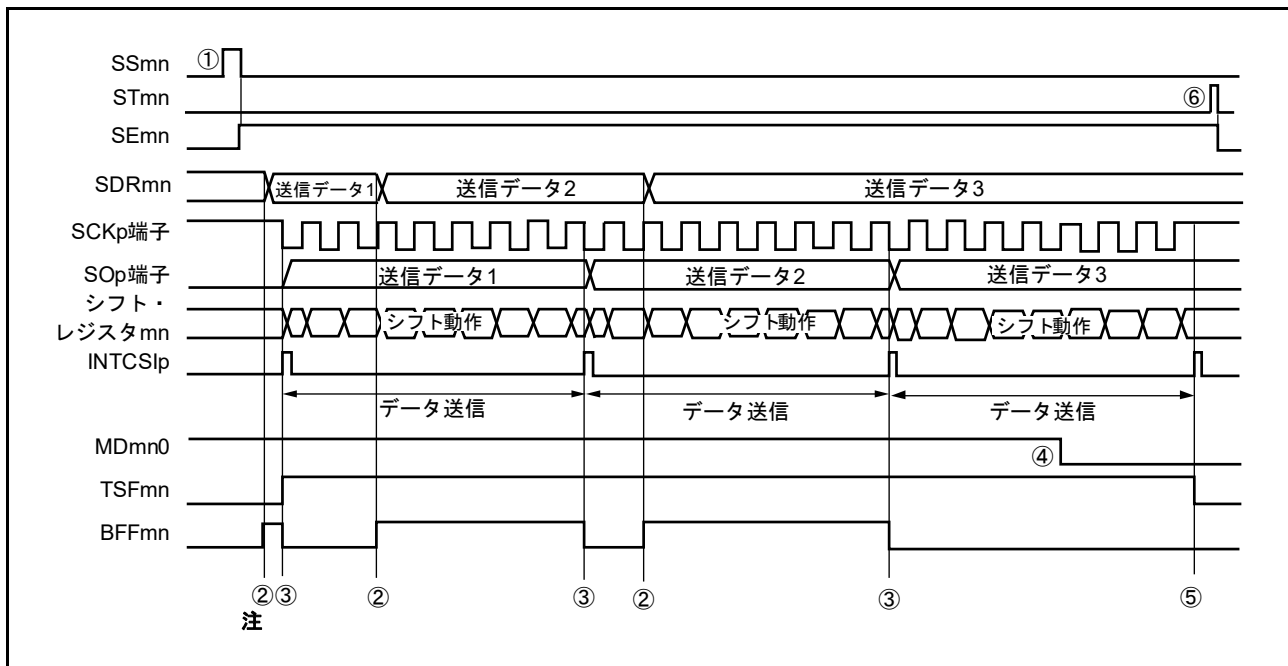 SSmn ①
STmn ⑥
SEmn
SDRmn 送信データ1 送信データ2 送信データ3
SCKp端子
SOp端子 送信データ1 送信データ2 送信データ3
シフト・
レジスタmn シフト動作 シフト動作 シフト動作
INTCSIp
データ送信 データ送信 データ送信
MDmn0 ④
TSFmn
BFFmn
② ③ ② ③ ② ③ ⑤
注